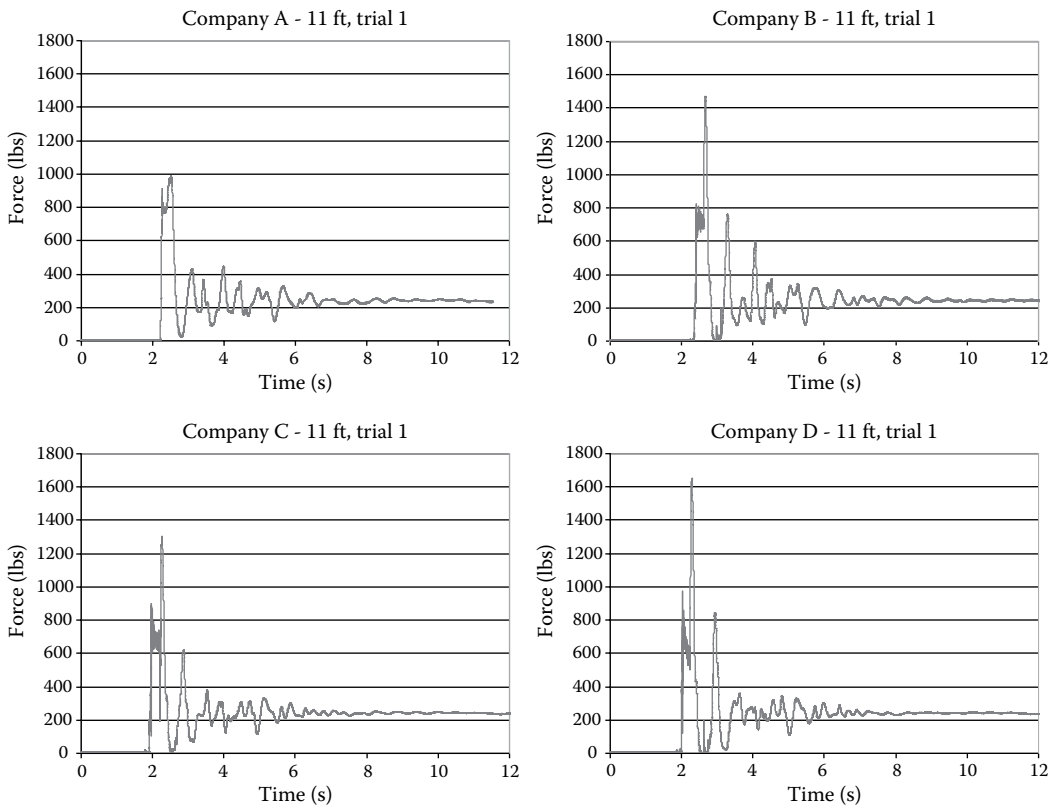 Company A - 11 ft, trial 1
Force (lbs)
1800
1600
1400
1200
1000
800
600
400
200
0
0 2 4 6 8 10 12
Time (s)
Company B - 11 ft, trial 1
Force (lbs)
1800
1600
1400
1200
1000
800
600
400
200
0
0 2 4 6 8 10 12
Time (s)
Company C - 11 ft, trial 1
Force (lbs)
1800
1600
1400
1200
1000
800
600
400
200
0
0 2 4 6 8 10 12
Time (s)
Company D - 11 ft, trial 1
Force (lbs)
1800
1600
1400
1200
1000
800
600
400
200
0
0 2 4 6 8 10 12
Time (s)